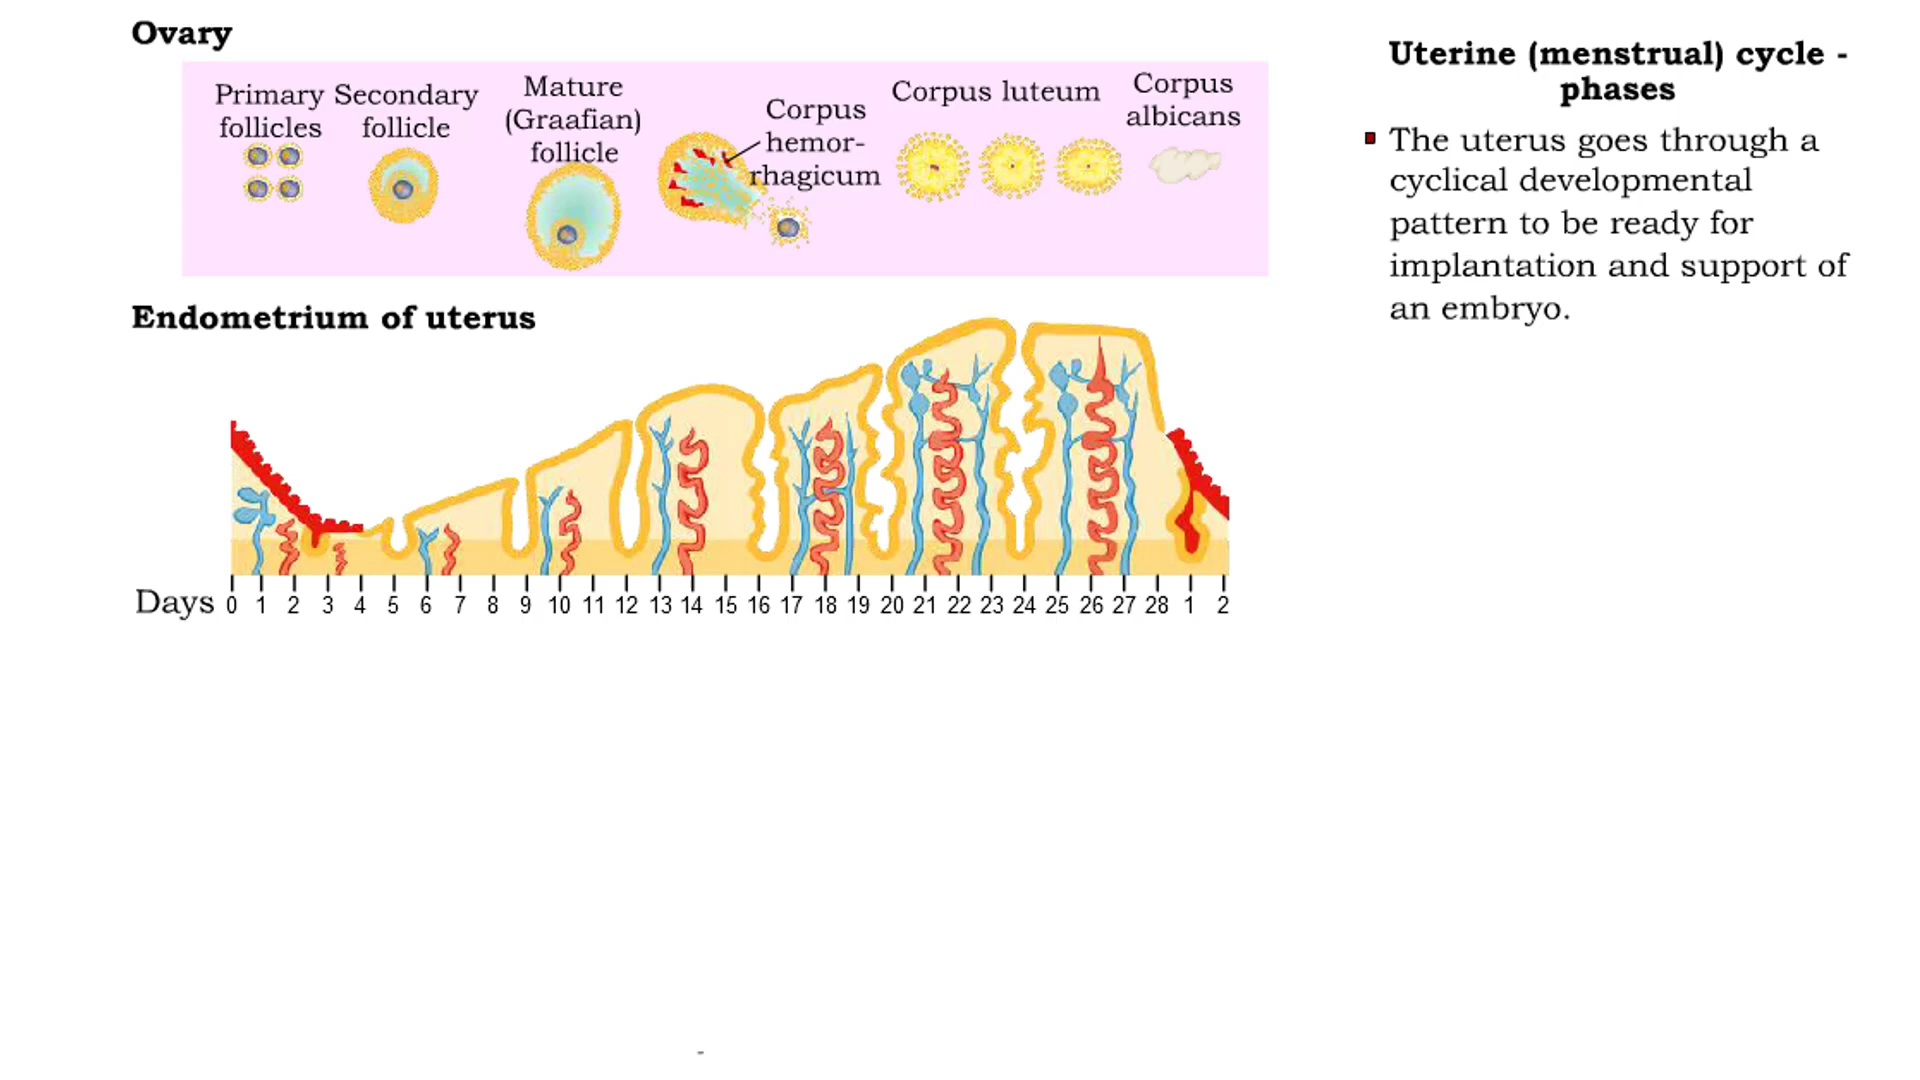 Ovary
Primary
follicles
Secondary
follicle
Mature
(Graafian)
follicle
Corpus
hemor-
rhagicum
Corpus luteum
Corpus
albicans
Endometrium of uterus
Days 0 1 2 3 4 5 6 7 8 9 10 11 12 13 14 15 16 17 18 19 20 21 22 23 24 25 26 27 28 1 2
Uterine (menstrual) cycle -
phases
The uterus goes through a
cyclical developmental
pattern to be ready for
implantation and support of
an embryo.
-